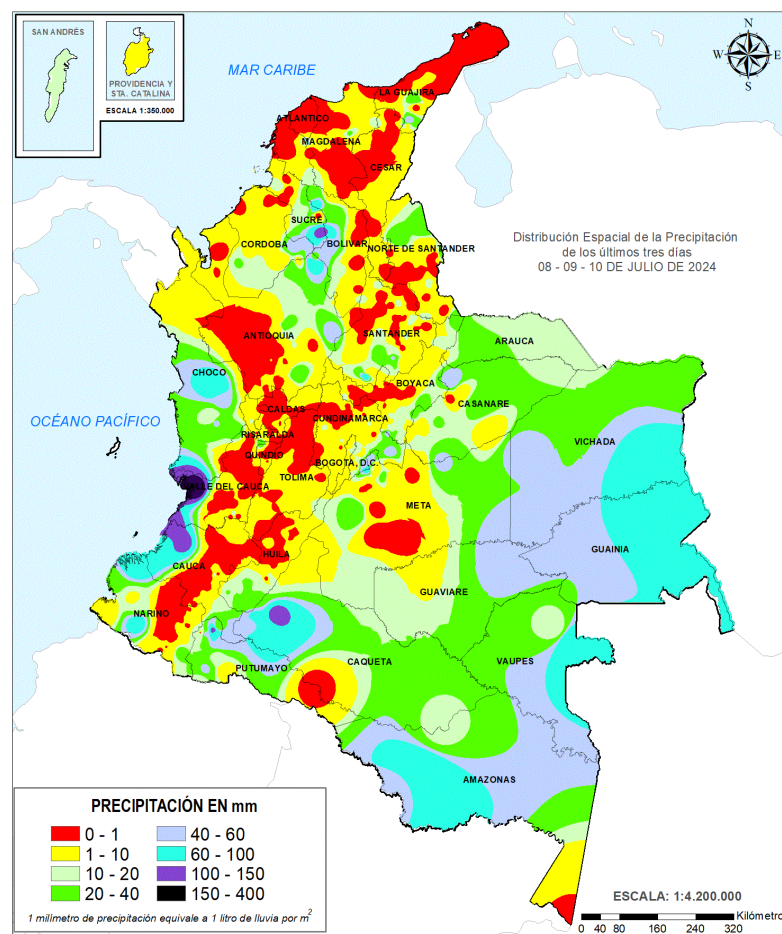 SAN ANDRÉS
PROVIDENCIA Y
STA. CATALINA
ESCALA 1:350.000
MAR CARIBE
N
W
E
S
LA GUAJIRA
ATLANTICO
MAGDALENA
CESAR
SUCRE
CORDOBA
BOLIVAR
NORTE DE SANTANDER
Distribución Espacial de la Precipitación
de los últimos tres días
08 - 09 - 10 DE JULIO DE 2024
ANTIOQUIA
SANTANDER
ARAUCA
CHOCO
BOYACA
CASANARE
CALDAS
CUNDINAMARCA
OCÉANO PACÍFICO
RISARALDA
VICHADA
QUINDIO
BOGOTA, D.C.
TOLIMA
ALLE DEL CAUCA
META
GUAINIA
HUILA
CAUCA
GUAVIARE
NARIÑO
CAQUETA
VAUPES
PUTUMAYO
AMAZONAS
PRECIPITACIÓN EN mm
0 - 1
40 - 60
1 - 10
60 - 100
10 - 20
100 - 150
20 - 40
150 - 400
1 milímetro de precipitación equivale a 1 litro de lluvia por m²
ESCALA: 1:4.200.000
Kilómetro
0 40 80 160 240 320